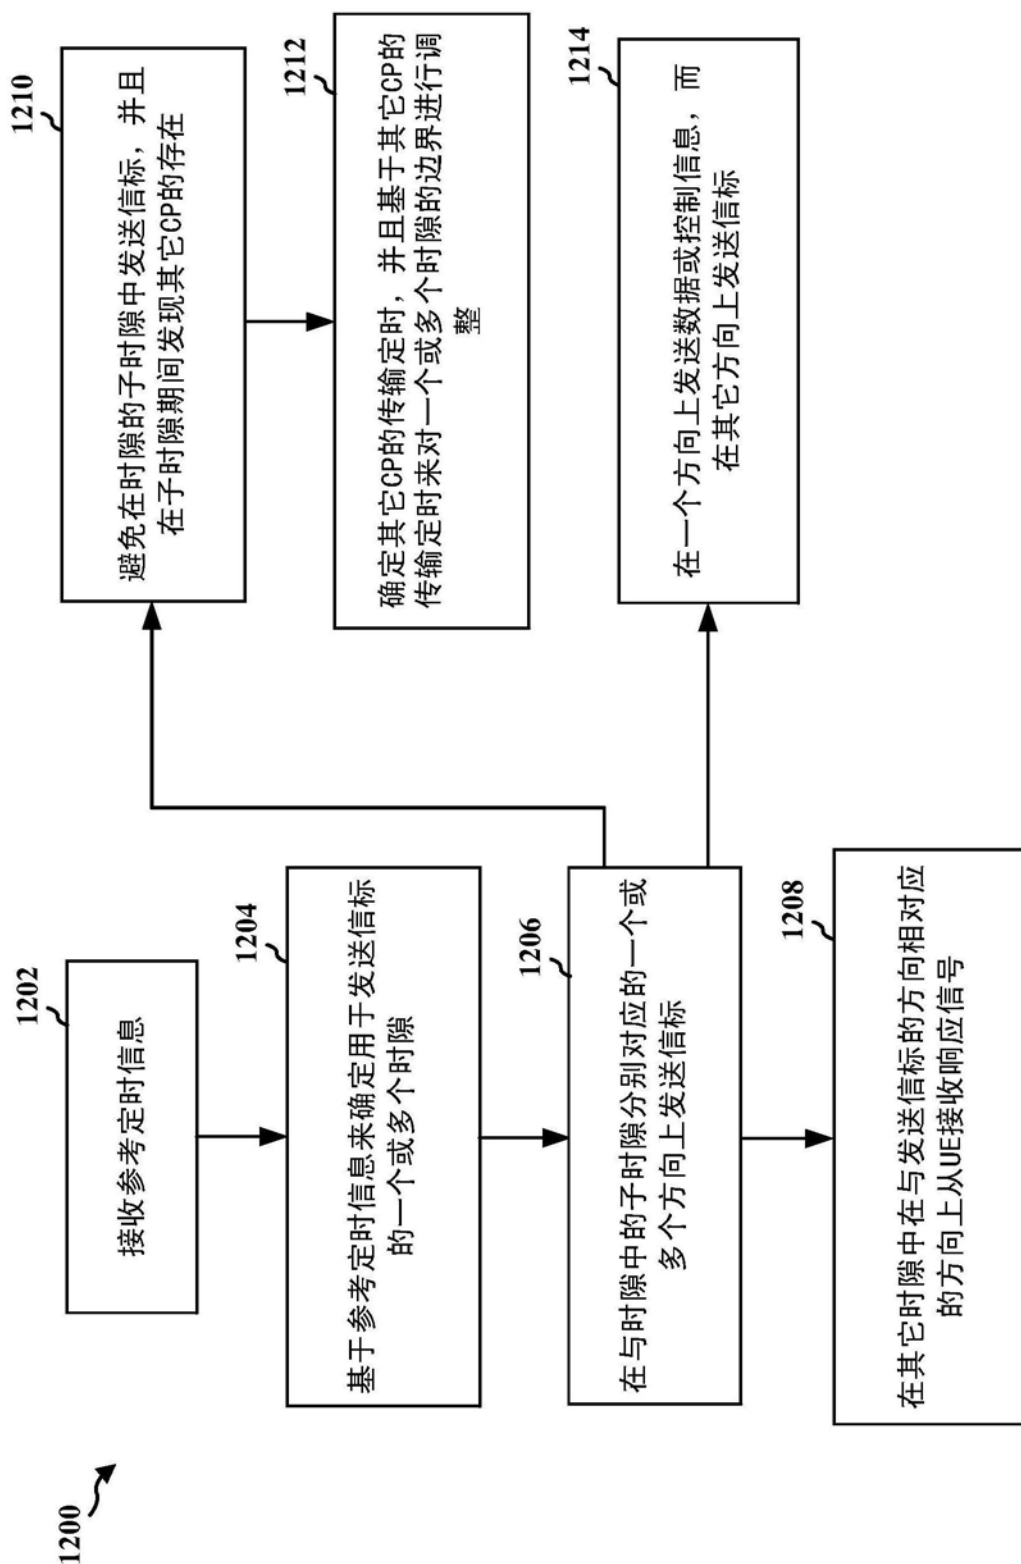 1200
1202
接收参考定时信息
1204
基于参考定时信息来确定用于发送信标
的一个或多个时隙
1206
在与时隙中的子时隙分别对应的一个或
多个方向上发送信标
1208
在其它时隙中在与发送信标的方向相对应
的方向上从UE接收响应信号
1210
避免在时隙的子时隙中发送信标，并且
在子时隙期间发现其它CP的存在
1212
确定其它CP的传输定时，并且基于其它CP的
传输定时来对一个或多个时隙的边界进行调
整
1214
在一个方向上发送数据或控制信息，而
在其它方向上发送信标